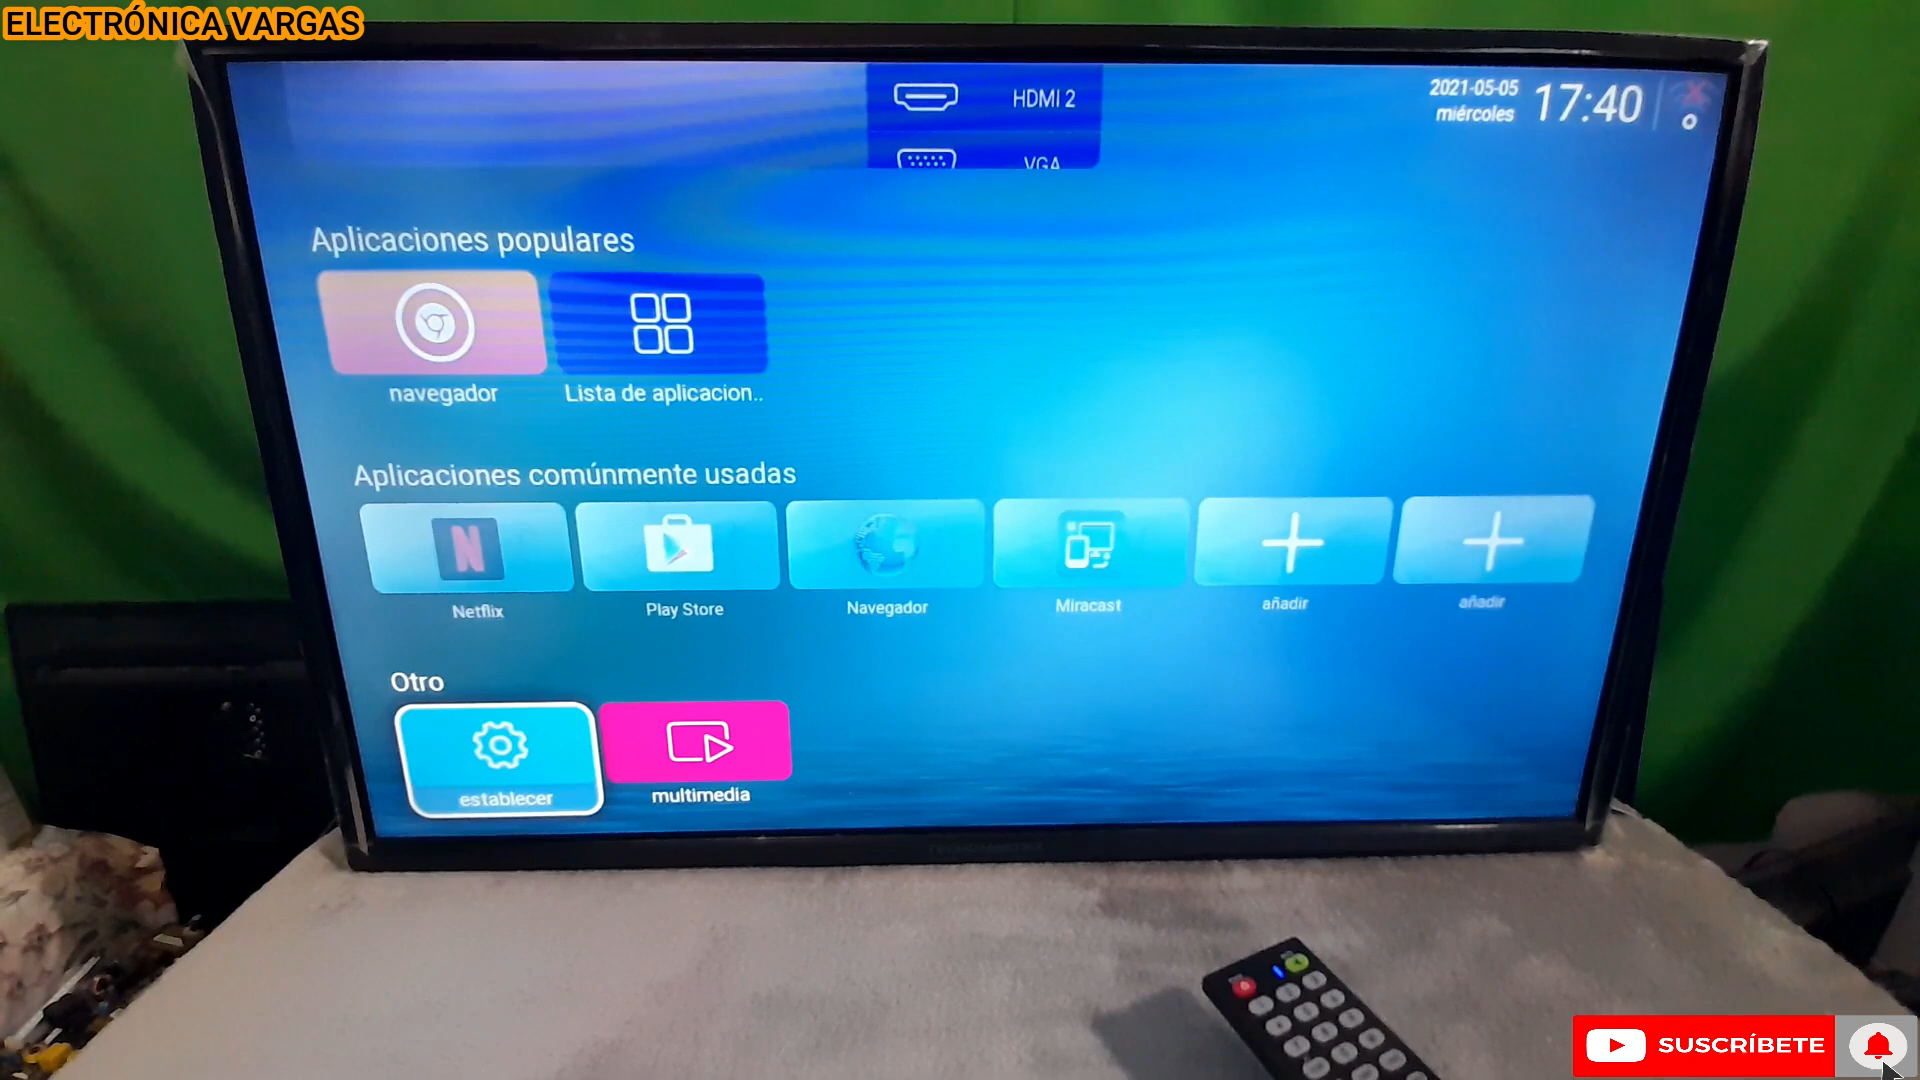 ELECTRÓNICA VARGAS
HDMI 2
VGA
2021-05-05
miércoles
17:40
Aplicaciones populares
navegador
Lista de aplicacion..
Aplicaciones comúnmente usadas
Netflix
Play Store
Navegador
Miracast
añadir
añadir
Otro
establecer
multimedia
SUSCRÍBETE